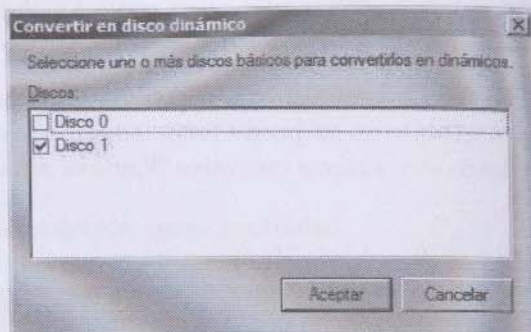 Convertir en disco dinámico
Seleccione uno o más discos básicos para convertirlos en dinámicos.
Discos:
Disco 0
Disco 1
Aceptar
Cancelar